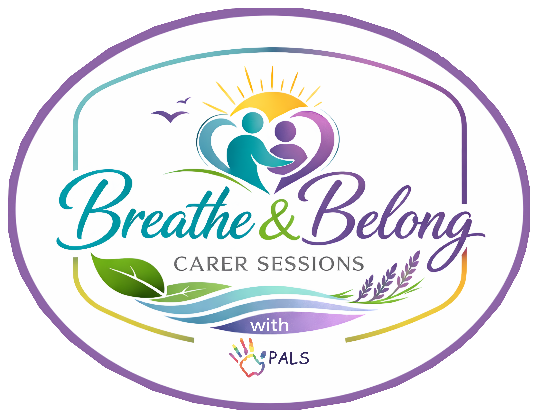 Breathe & Belong
CARER SESSIONS
with
PALS